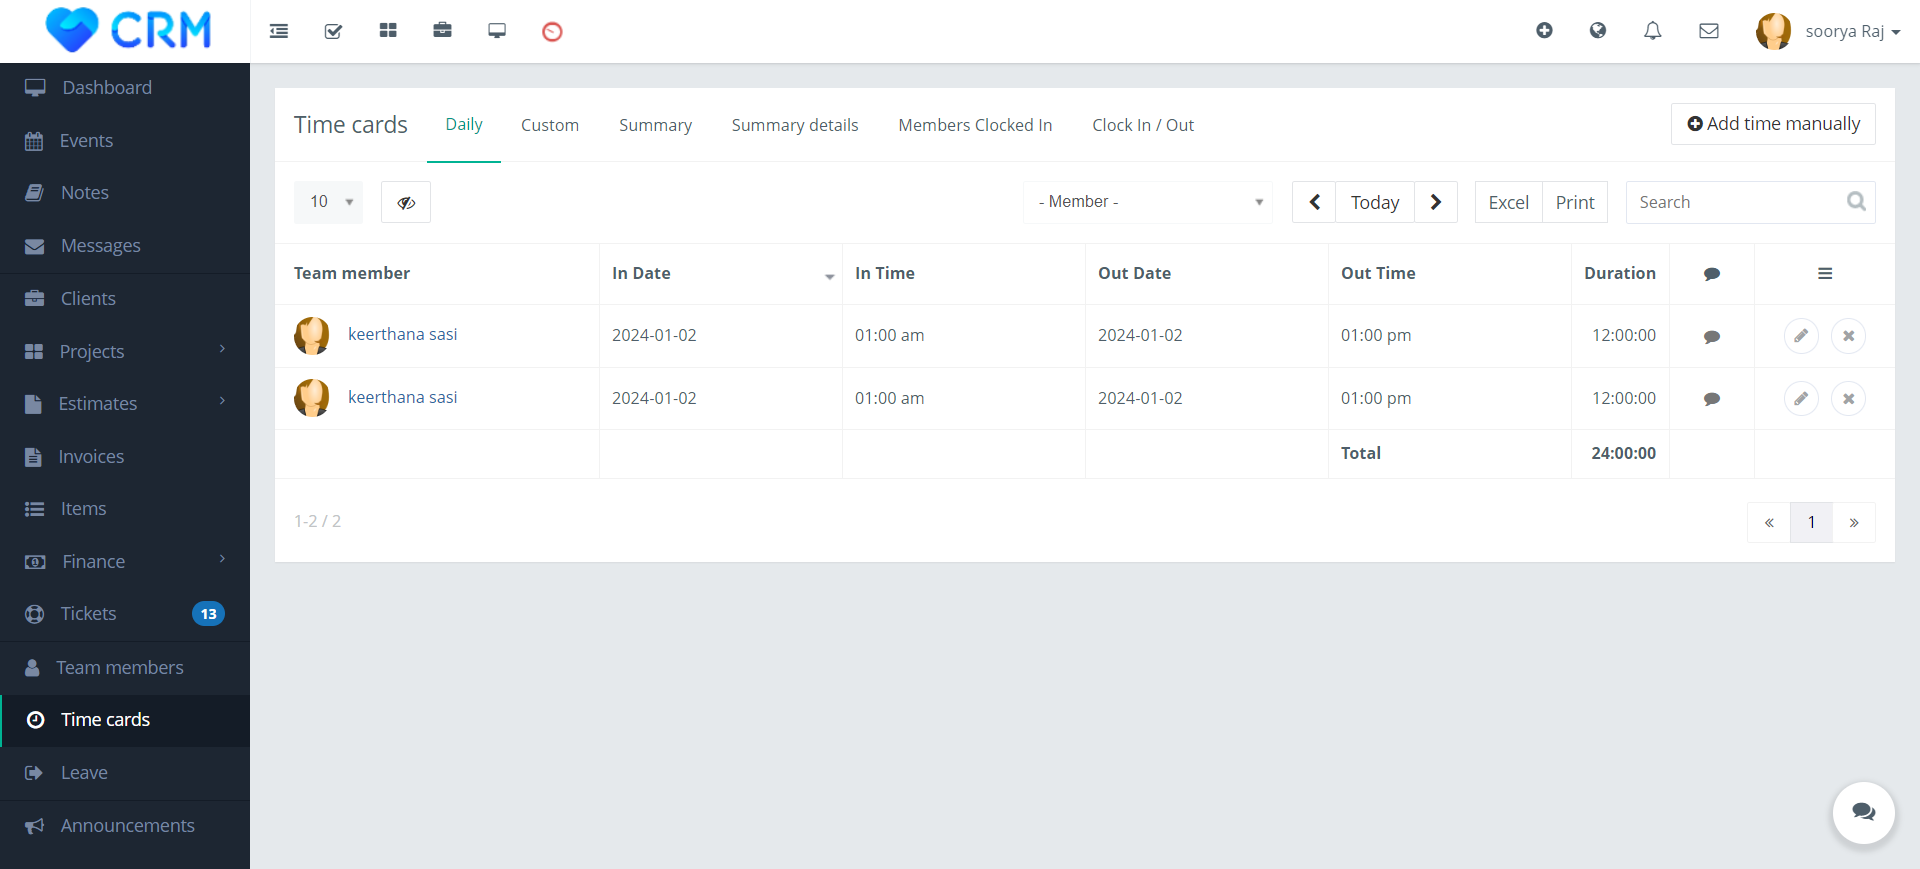 CRM
soorya Raj
Dashboard
Events
Notes
Messages
Clients
Projects
Estimates
Invoices
Items
Finance
Tickets 13
Team members
Time cards
Leave
Announcements
Time cards Daily Custom Summary Summary details Members Clocked In Clock In / Out Add time manually
10 - Member - Today Excel Print Search
Team member In Date In Time Out Date Out Time Duration
keerthana sasi 2024-01-02 01:00 am 2024-01-02 01:00 pm 12:00:00
keerthana sasi 2024-01-02 01:00 am 2024-01-02 01:00 pm 12:00:00
Total 24:00:00
1-2 / 2 « 1 »